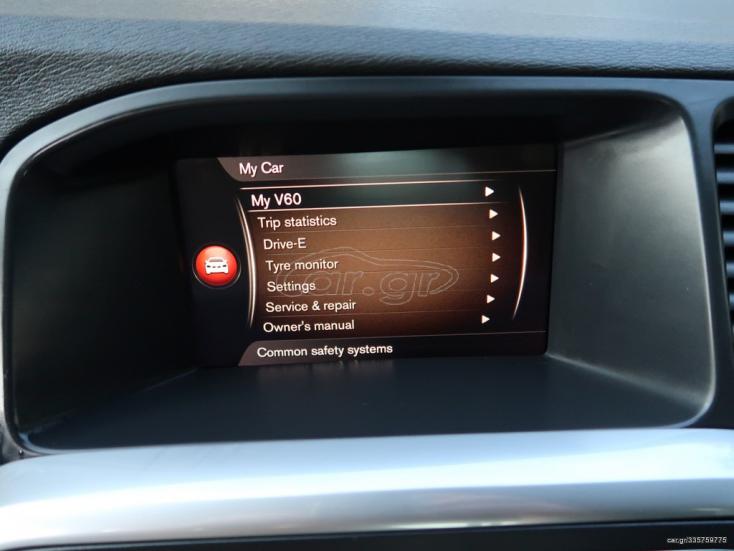 My Car
My V60
Trip statistics
Drive-E
Tyre monitor
Settings
car.gr
Service & repair
Owner's manual
Common safety systems
car.gr/335759775